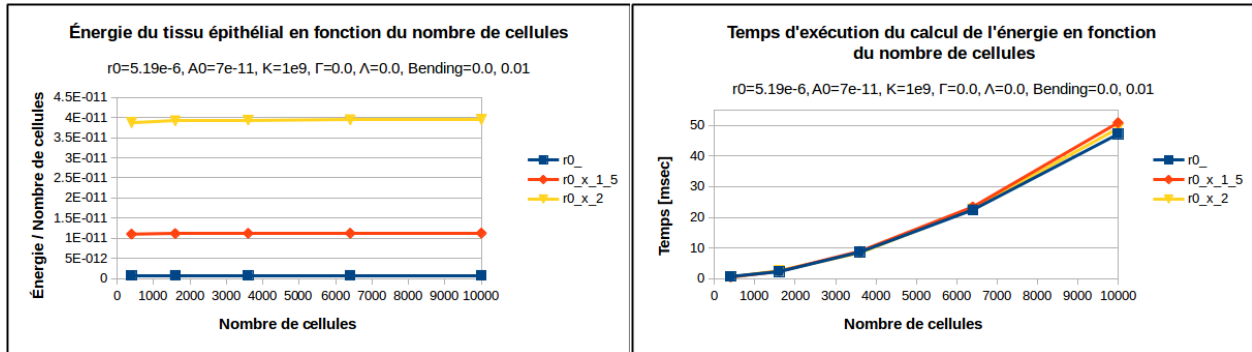 Énergie du tissu épithélial en fonction du nombre de cellules
r0=5.19e-6, A0=7e-11, K=1e9, Γ=0.0, Λ=0.0, Bending=0.0, 0.01
Énergie / Nombre de cellules
4.5E-011
4E-011
3.5E-011
3E-011
2.5E-011
2E-011
1.5E-011
1E-011
5E-012
0
0 1000 2000 3000 4000 5000 6000 7000 8000 9000 10000
Nombre de cellules
r0_
r0_x_1_5
r0_x_2
Temps d'exécution du calcul de l'énergie en fonction
du nombre de cellules
r0=5.19e-6, A0=7e-11, K=1e9, Γ=0.0, Λ=0.0, Bending=0.0, 0.01
Temps [msec]
50
40
30
20
10
0
0 1000 2000 3000 4000 5000 6000 7000 8000 9000 10000
Nombre de cellules
r0_
r0_x_1_5
r0_x_2